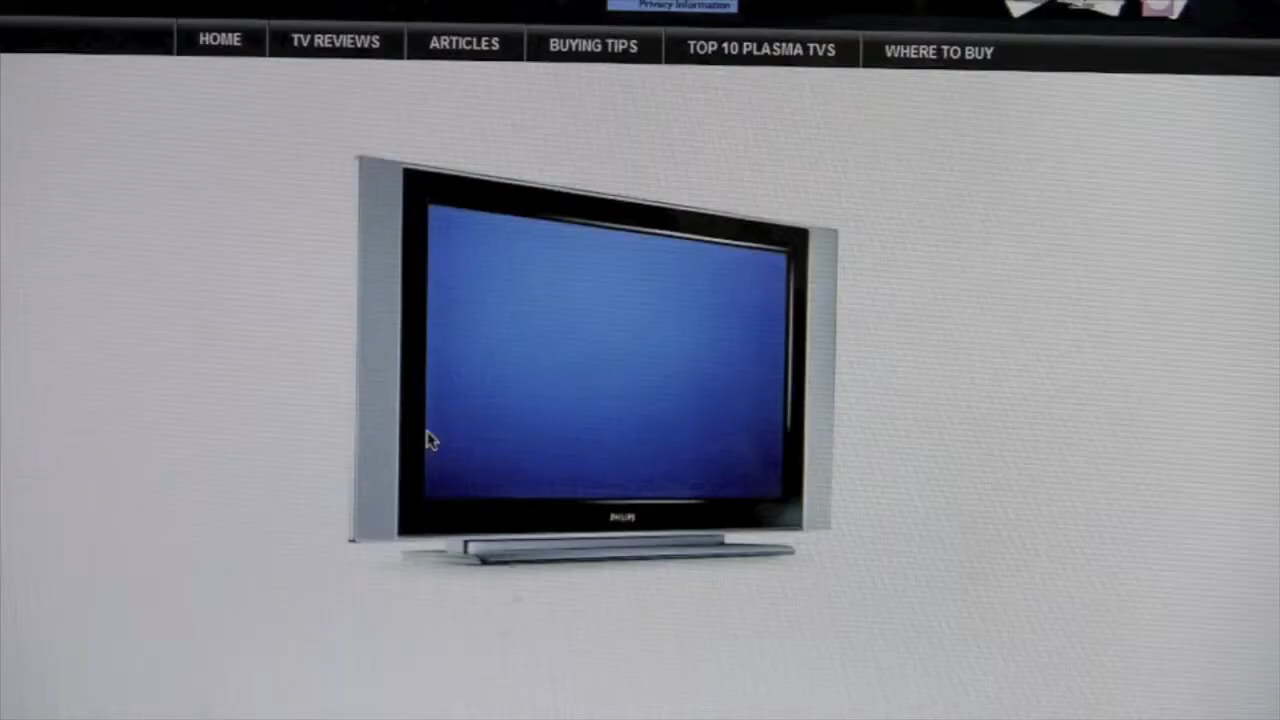 Privacy Information
HOME
TV REVIEWS
ARTICLES
BUYING TIPS
TOP 10 PLASMA TVS
WHERE TO BUY
PHILIPS